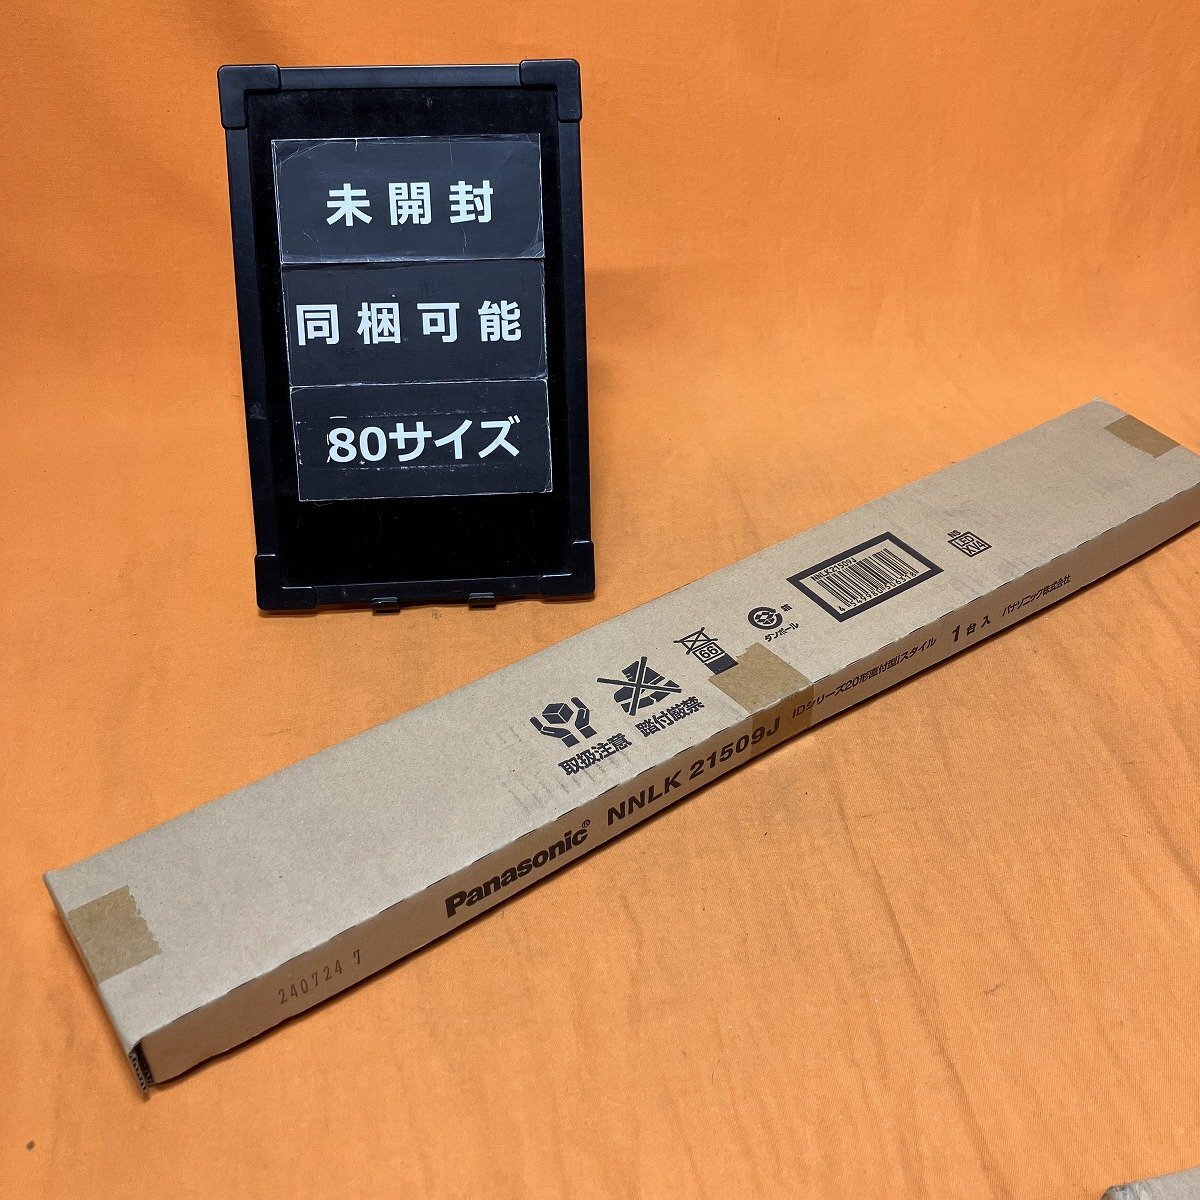 未開封
同梱可能
80サイズ
取扱注意
踏付厳禁
66
ダンボール
NNLK21509J
Panasonic® NNLK 21509J IDシリーズ20形直付型iスタイル 1台入 パナソニック株式会社
240724 7